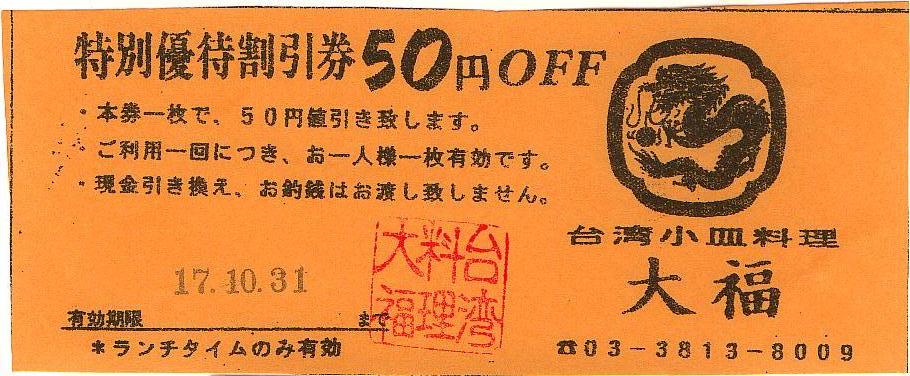 特別優待割引券50円OFF
・本券一枚で、50円値引き致します。
・ご利用一回につき、お一人様一枚有効です。
・現金引き換え、お釣銭はお渡し致しません。
台湾小皿料理
大福
台湾
料理
大福
17.10.31
有効期限 まで
*ランチタイムのみ有効
☎03-3813-8009